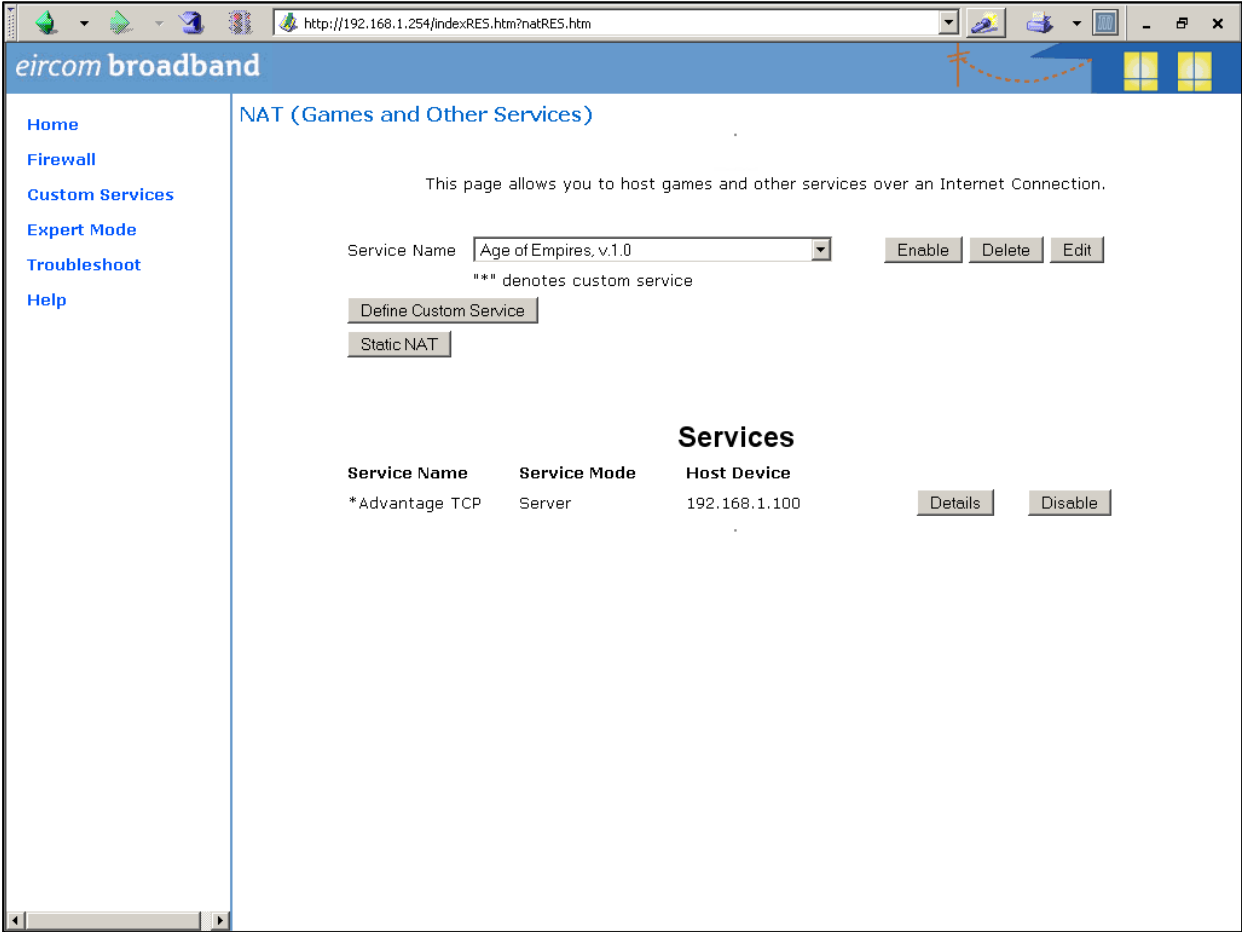 http://192.168.1.254/indexRES.htm?natRES.htm
eircom broadband
Home
Firewall
Custom Services
Expert Mode
Troubleshoot
Help
NAT (Games and Other Services)
This page allows you to host games and other services over an Internet Connection.
Service Name Age of Empires, v.1.0 Enable Delete Edit
"*" denotes custom service
Define Custom Service
Static NAT
Services
Service Name Service Mode Host Device
*Advantage TCP Server 192.168.1.100 Details Disable